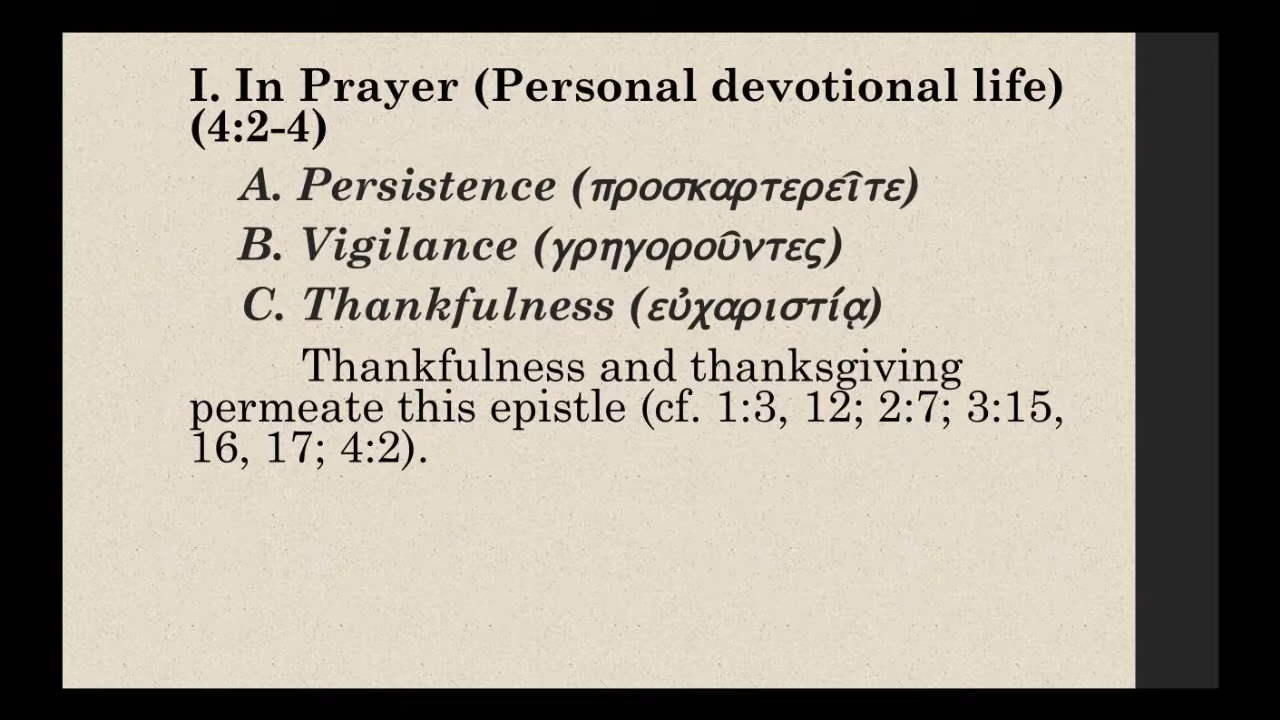 I. In Prayer (Personal devotional life)
(4:2-4)
A. Persistence (προσκαρτερεῖτε)
B. Vigilance (γρηγοροῦντες)
C. Thankfulness (εὐχαριστίᾳ)
Thankfulness and thanksgiving
permeate this epistle (cf. 1:3, 12; 2:7; 3:15,
16, 17; 4:2).